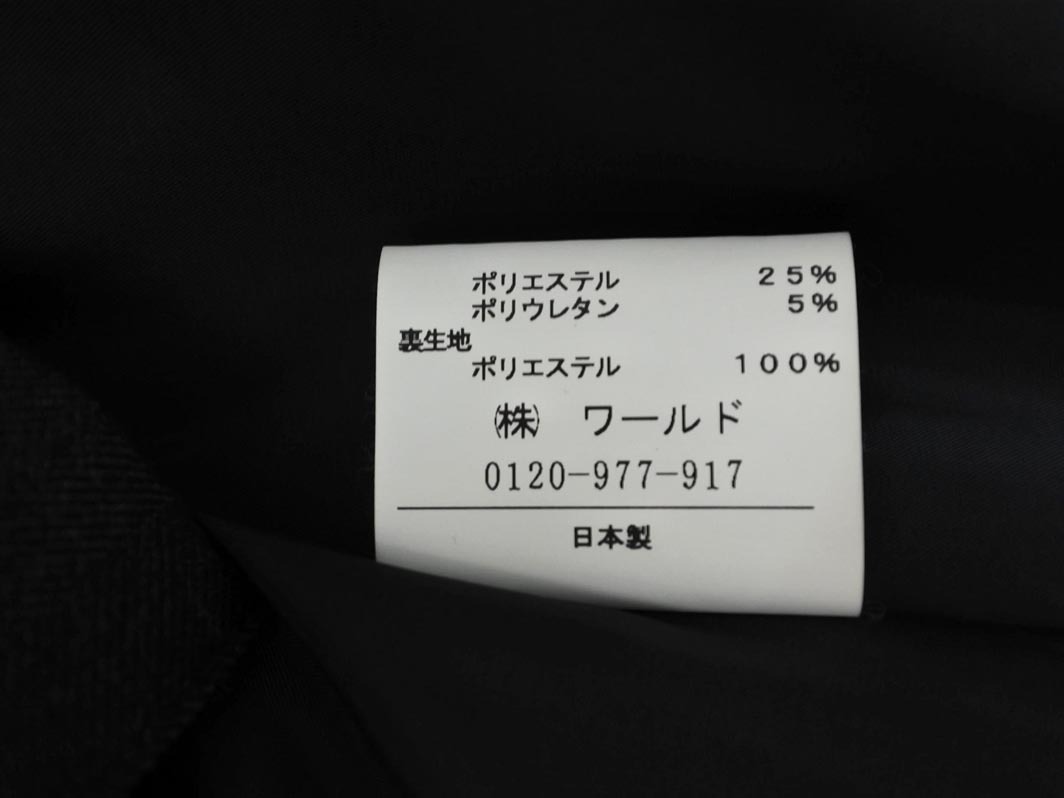 ポリエステル ２５％
ポリウレタン ５％
裏生地
ポリエステル １００％
㈱ ワールド
0120-977-917
日本製